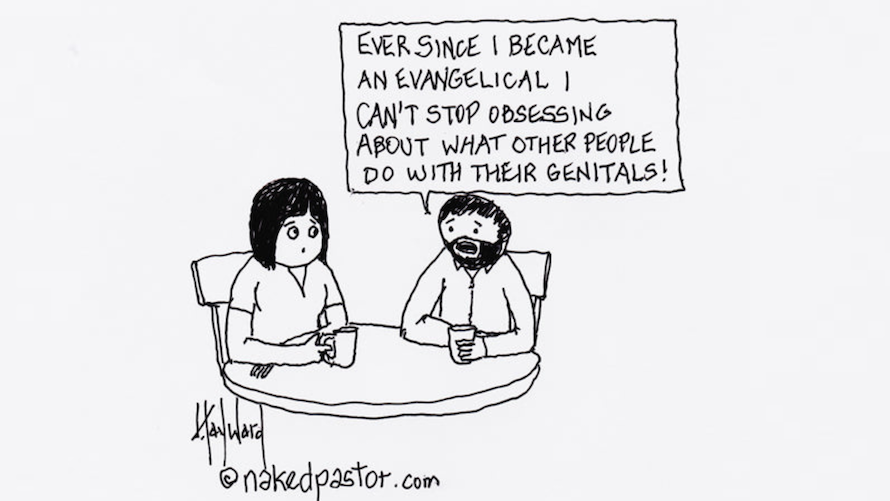 EVER SINCE I BECAME
AN EVANGELICAL I
CAN'T STOP OBSESSING
ABOUT WHAT OTHER PEOPLE
DO WITH THEIR GENITALS!
Hayward
©nakedpastor.com